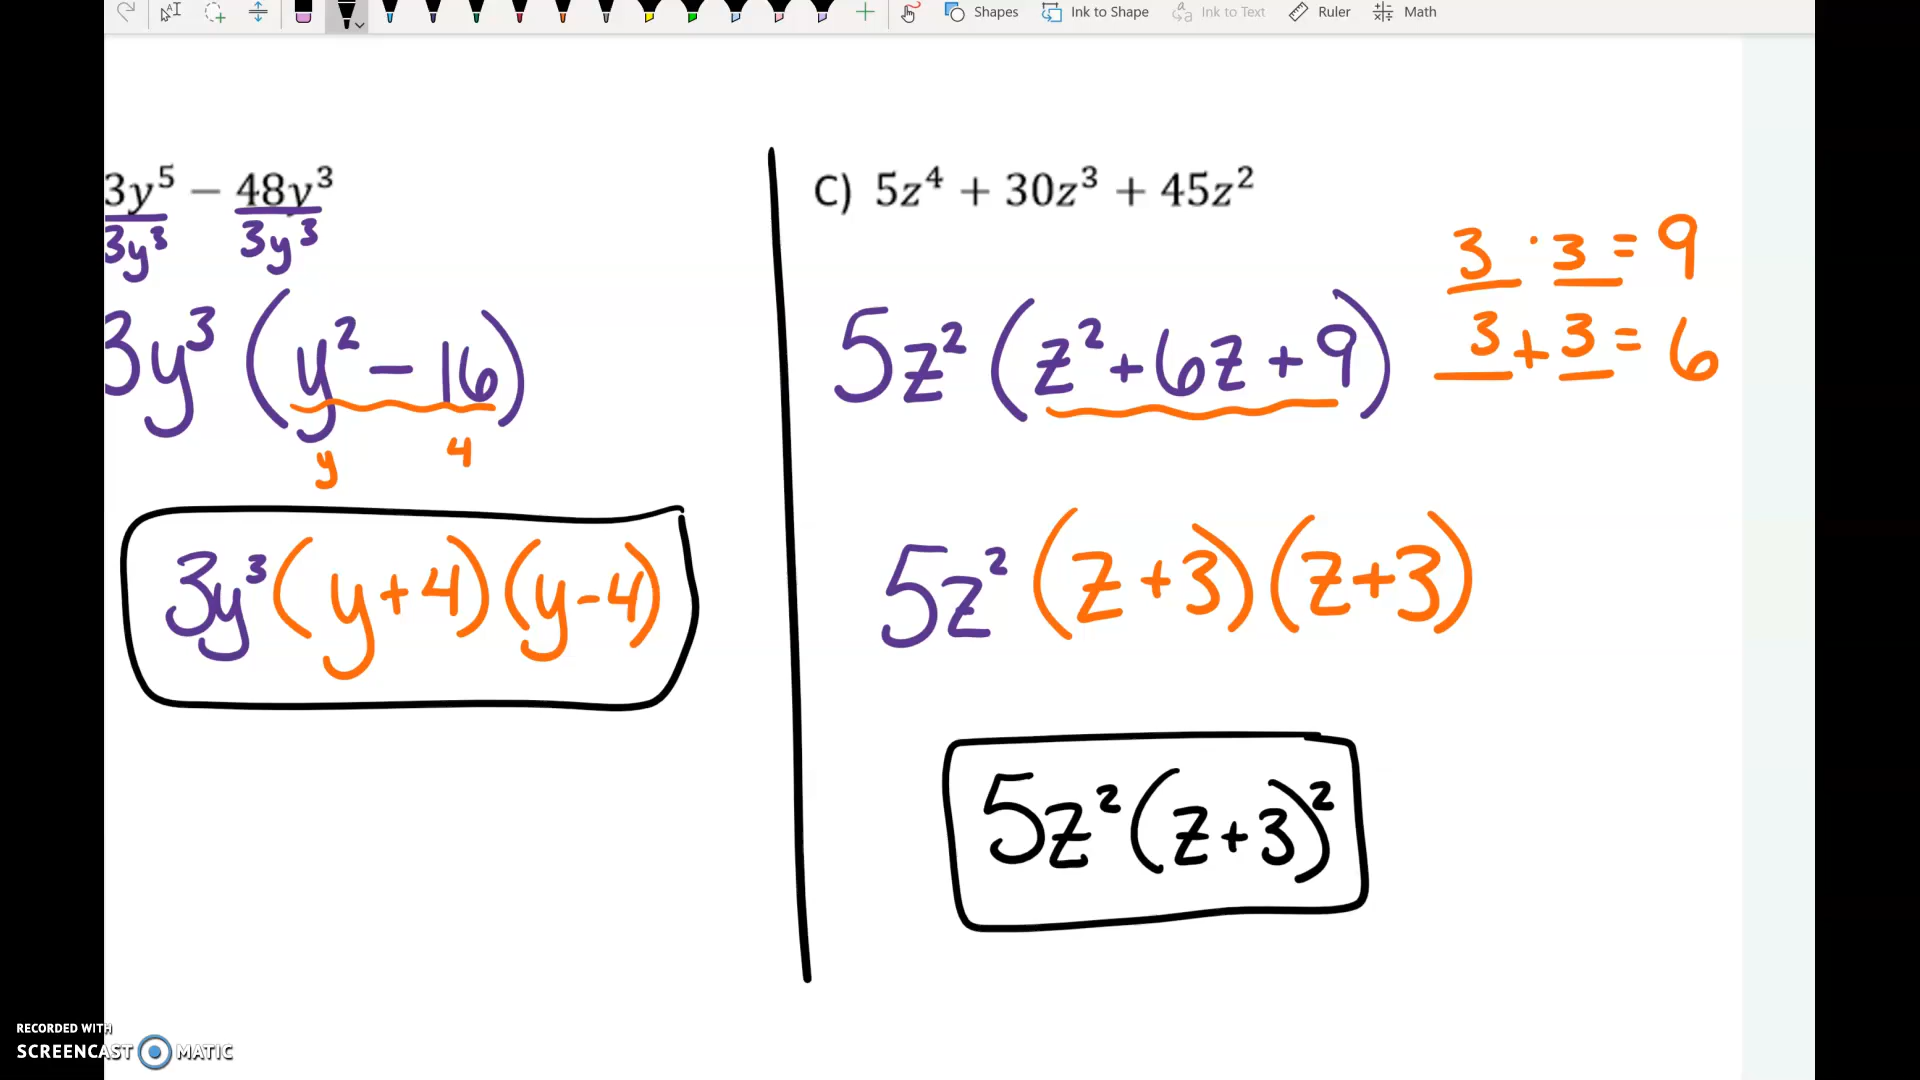 Shapes Ink to Shape Ink to Text Ruler Math
3y⁵ − 48y³
3y³ 3y³
3y³ (y² − 16)
y 4
3y³ (y+4) (y−4)
C) 5z⁴ + 30z³ + 45z²
3 · 3 = 9
3 + 3 = 6
5z² (z² + 6z + 9)
5z² (z+3) (z+3)
5z² (z+3)²
RECORDED WITH
SCREENCAST MATIC